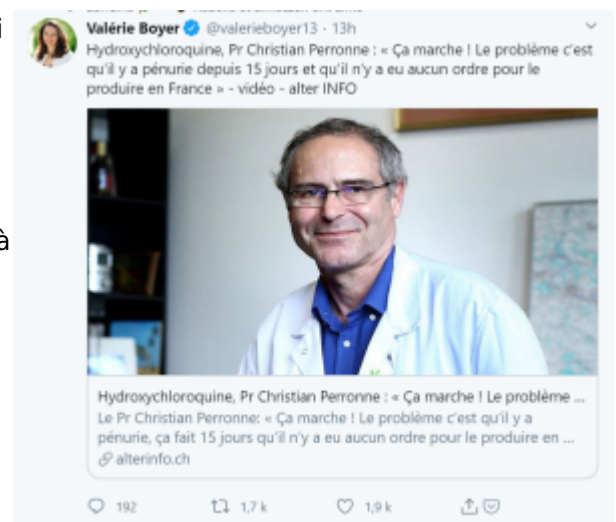 i
Valérie Boyer @valerieboyer13 · 13h
Hydroxychloroquine, Pr Christian Perronne : « Ça marche ! Le problème c'est
qu'il y a pénurie depuis 15 jours et qu'il n'y a eu aucun ordre pour le
produire en France » - vidéo - alter INFO
à
Hydroxychloroquine, Pr Christian Perronne : « Ça marche ! Le problème ...
Le Pr Christian Perronne: « Ça marche ! Le problème c'est qu'il y a
pénurie, ça fait 15 jours qu'il n'y a eu aucun ordre pour le produire en ...
alterinfo.ch
192 1,7 k 1,9 k